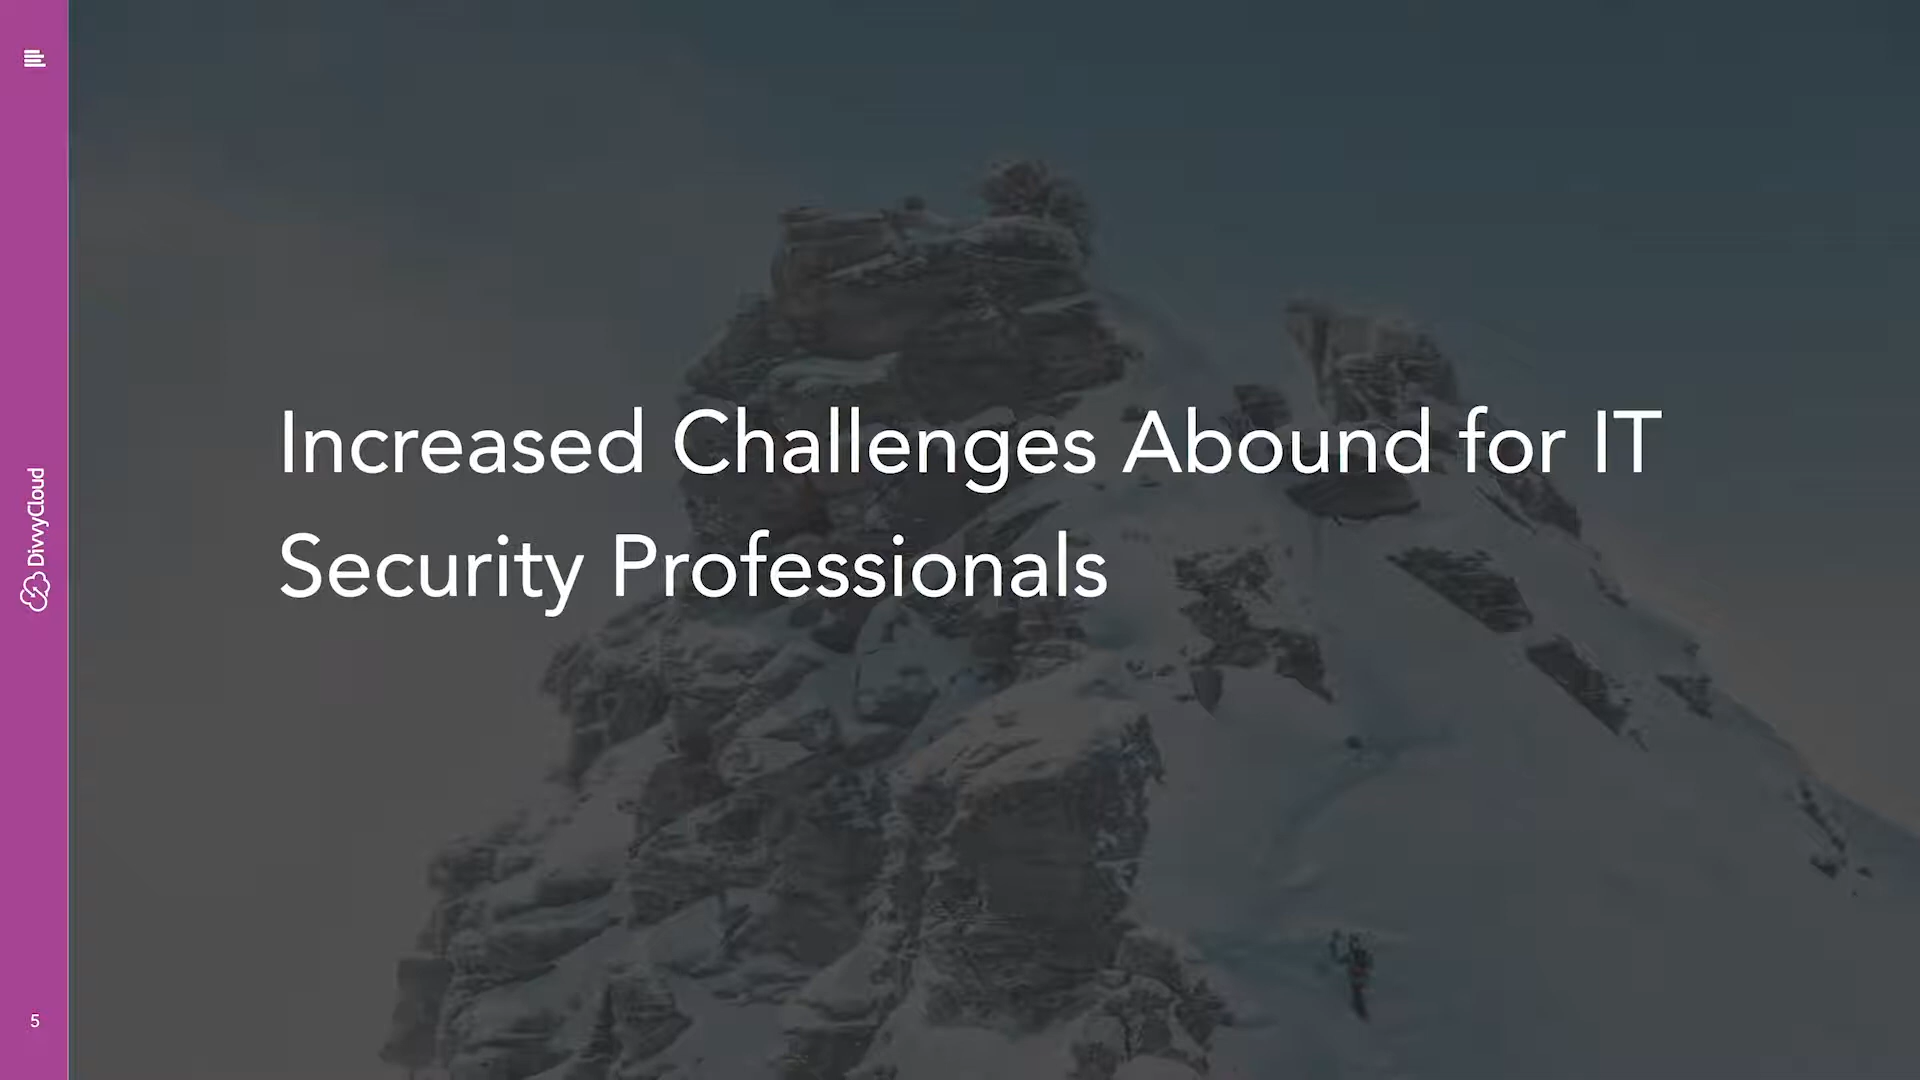 Increased Challenges Abound for IT
Security Professionals
DivvyCloud
5